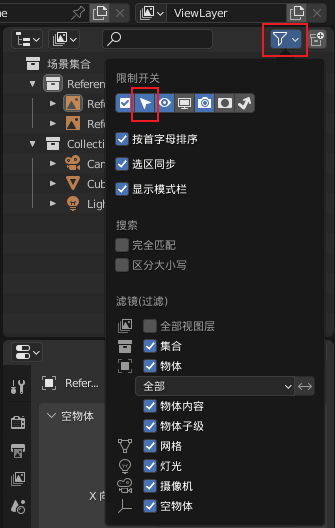 ne
ViewLayer
场景集合
Referen
Refe
Refe
Collectio
Can
Cub
Ligh
限制开关
按首字母排序
选区同步
显示模式栏
搜索
完全匹配
区分大小写
滤镜(过滤)
全部视图层
集合
物体
全部
物体内容
物体子级
网格
灯光
摄像机
空物体
Refer...
空物体
X 向